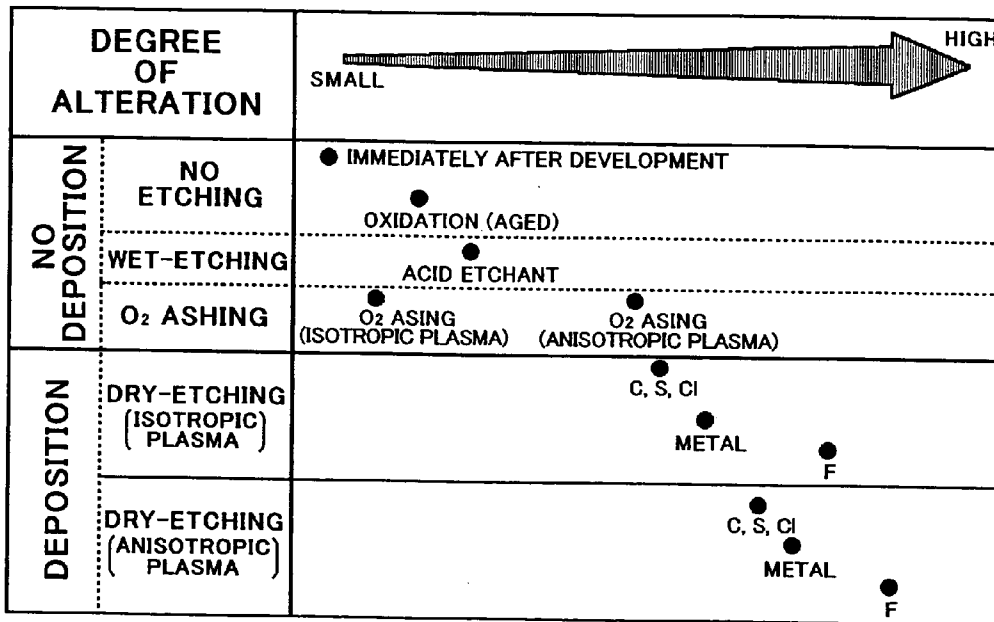 DEGREE
OF
ALTERATION
SMALL
HIGH
NO
DEPOSITION
NO
ETCHING
IMMEDIATELY AFTER DEVELOPMENT
OXIDATION (AGED)
WET-ETCHING
ACID ETCHANT
O₂ ASHING
O₂ ASING
(ISOTROPIC PLASMA)
O₂ ASING
(ANISOTROPIC PLASMA)
DEPOSITION
DRY-ETCHING
(ISOTROPIC)
PLASMA
C, S, Cl
METAL
F
DRY-ETCHING
(ANISOTROPIC)
PLASMA
C, S, Cl
METAL
F